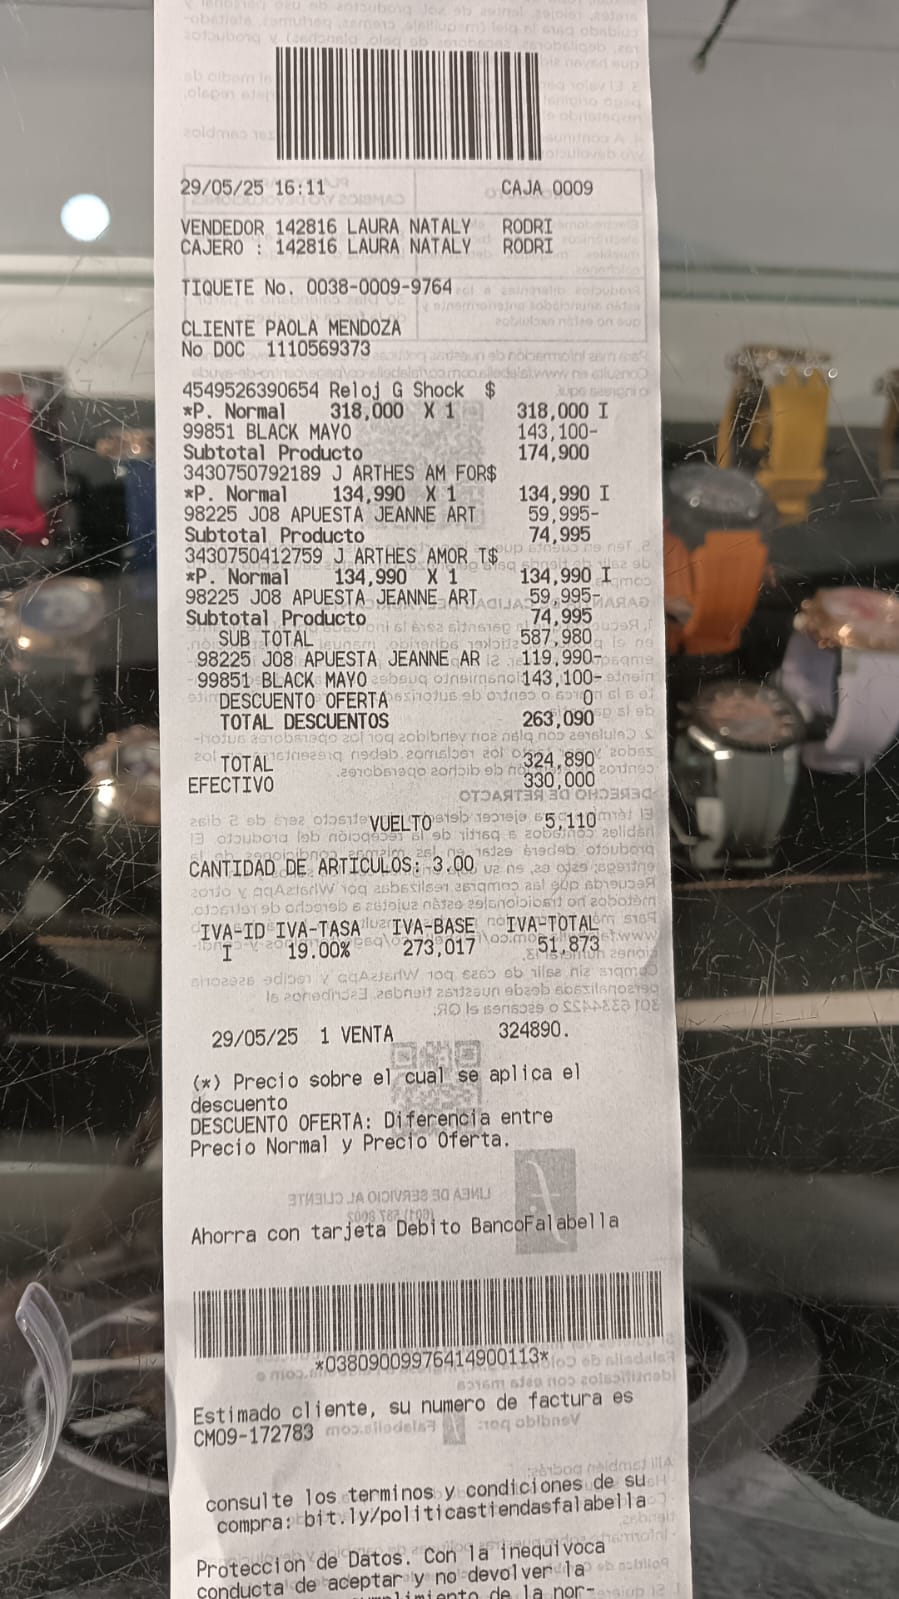 29/05/25 16:11 CAJA 0009
VENDEDOR 142816 LAURA NATALY RODRI
CAJERO : 142816 LAURA NATALY RODRI
TIQUETE No. 0038-0009-9764
CLIENTE PAOLA MENDOZA
No DOC 1110569373
4549526390654 Reloj G Shock $
*P. Normal 318,000 X 1 318,000 I
99851 BLACK MAYO 143,100-
Subtotal Producto 174,900
3430750792189 J ARTHES AM FOR$
*P. Normal 134,990 X 1 134,990 I
98225 J08 APUESTA JEANNE ART 59,995-
Subtotal Producto 74,995
3430750412759 J ARTHES AMOR T$
*P. Normal 134,990 X 1 134,990 I
98225 J08 APUESTA JEANNE ART 59,995-
Subtotal Producto 74,995
SUB TOTAL 587,980
98225 J08 APUESTA JEANNE AR 119,990-
99851 BLACK MAYO 143,100-
DESCUENTO OFERTA 0
TOTAL DESCUENTOS 263,090
TOTAL 324,890
EFECTIVO 330,000
VUELTO 5,110
CANTIDAD DE ARTICULOS: 3.00
IVA-ID IVA-TASA IVA-BASE IVA-TOTAL
I 19.00% 273,017 51,873
29/05/25 1 VENTA 324890.
(*) Precio sobre el cual se aplica el
descuento
DESCUENTO OFERTA: Diferencia entre
Precio Normal y Precio Oferta.
Ahorra con tarjeta Debito BancoFalabella
*03809009976414900113*
Estimado cliente, su numero de factura es
CM09-172783
consulte los terminos y condiciones de su
compra: bit.ly/politicastiendasfalabella
Proteccion de Datos. Con la inequivoca
conducta de aceptar y no devolver la
de la nor-